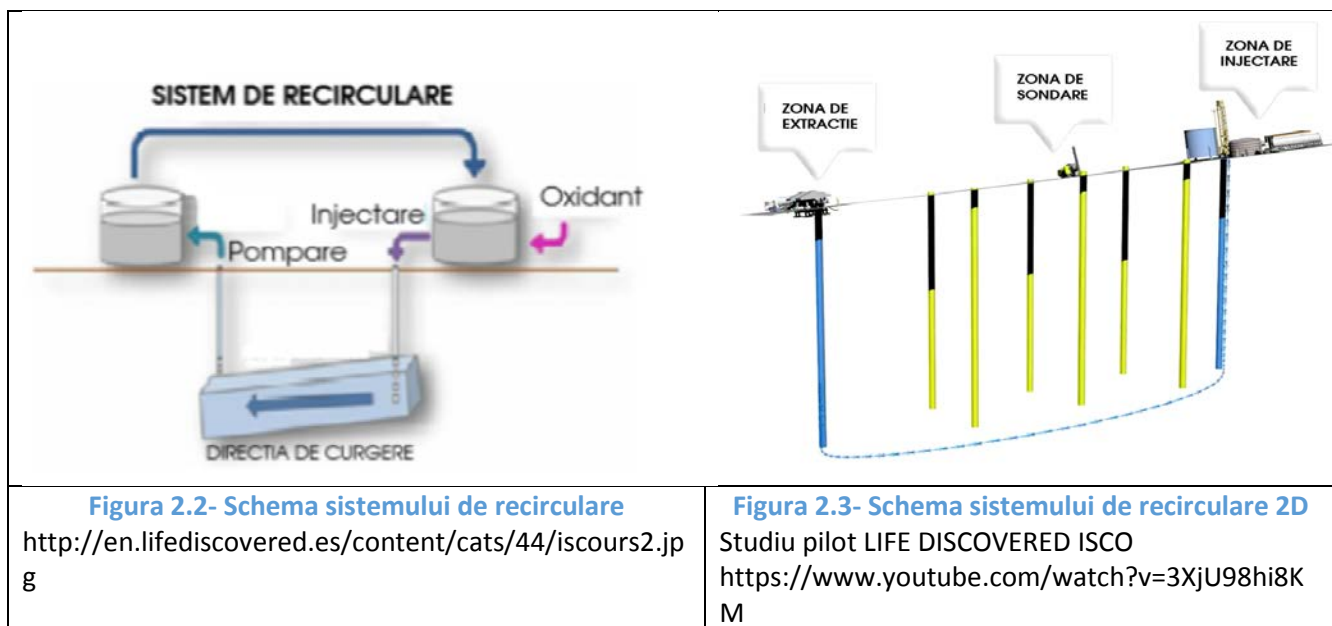 SISTEM DE RECIRCULARE
Injectare
Oxidant
Pompare
DIRECTIA DE CURGERE
ZONA DE
EXTRACTIE
ZONA DE
SONDARE
ZONA DE
INJECTARE
Figura 2.2- Schema sistemului de recirculare
http://en.lifediscovered.es/content/cats/44/iscours2.jp
g
Figura 2.3- Schema sistemului de recirculare 2D
Studiu pilot LIFE DISCOVERED ISCO
https://www.youtube.com/watch?v=3XjU98hi8K
M